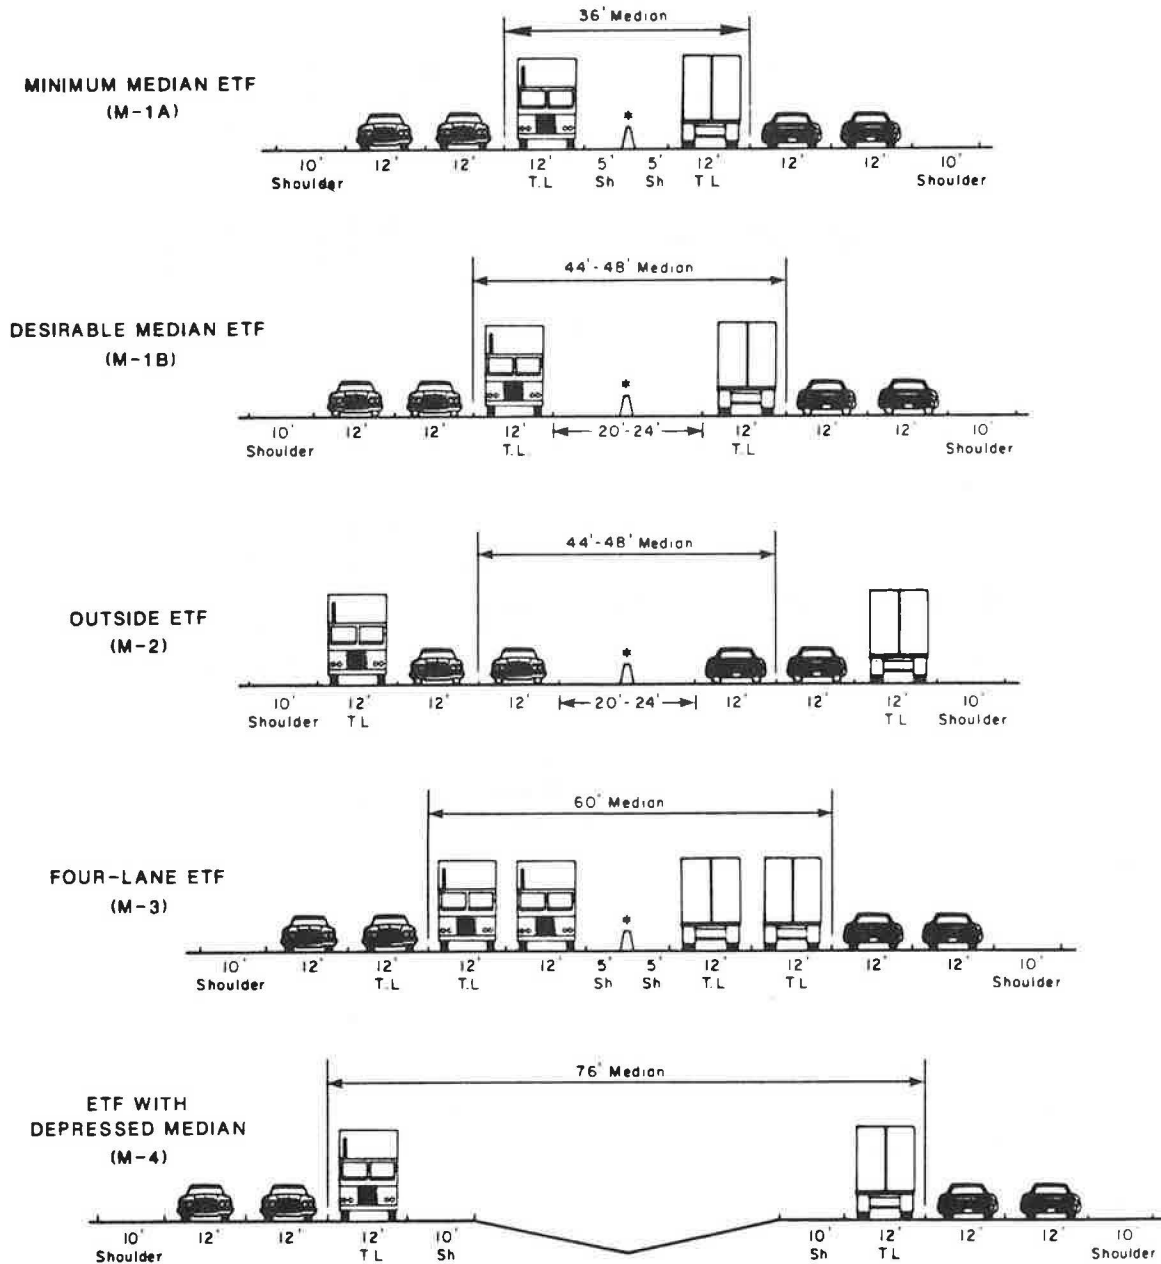 36' Median
MINIMUM MEDIAN ETF
(M-1A)
*
10' 12' 12' 12' 5' 5' 12' 12' 12' 10'
Shoulder T.L Sh Sh T L Shoulder
44'-48' Median
DESIRABLE MEDIAN ETF
(M-1B)
*
10' 12' 12' 12' 20'-24' 12' 12' 12' 10'
Shoulder T.L. T.L Shoulder
44'-48' Median
OUTSIDE ETF
(M-2)
*
10' 12' 12' 12' 20'-24' 12' 12' 12' 10'
Shoulder T L T L Shoulder
60' Median
FOUR-LANE ETF
(M-3)
*
10' 12' 12' 12' 12' 5' 5' 12' 12' 12' 12' 10'
Shoulder T.L T.L Sh Sh T.L T L Shoulder
76' Median
ETF WITH
DEPRESSED MEDIAN
(M-4)
10' 12' 12' 12' 10' 10' 12' 12' 12' 10'
Shoulder T L Sh Sh T L Shoulder